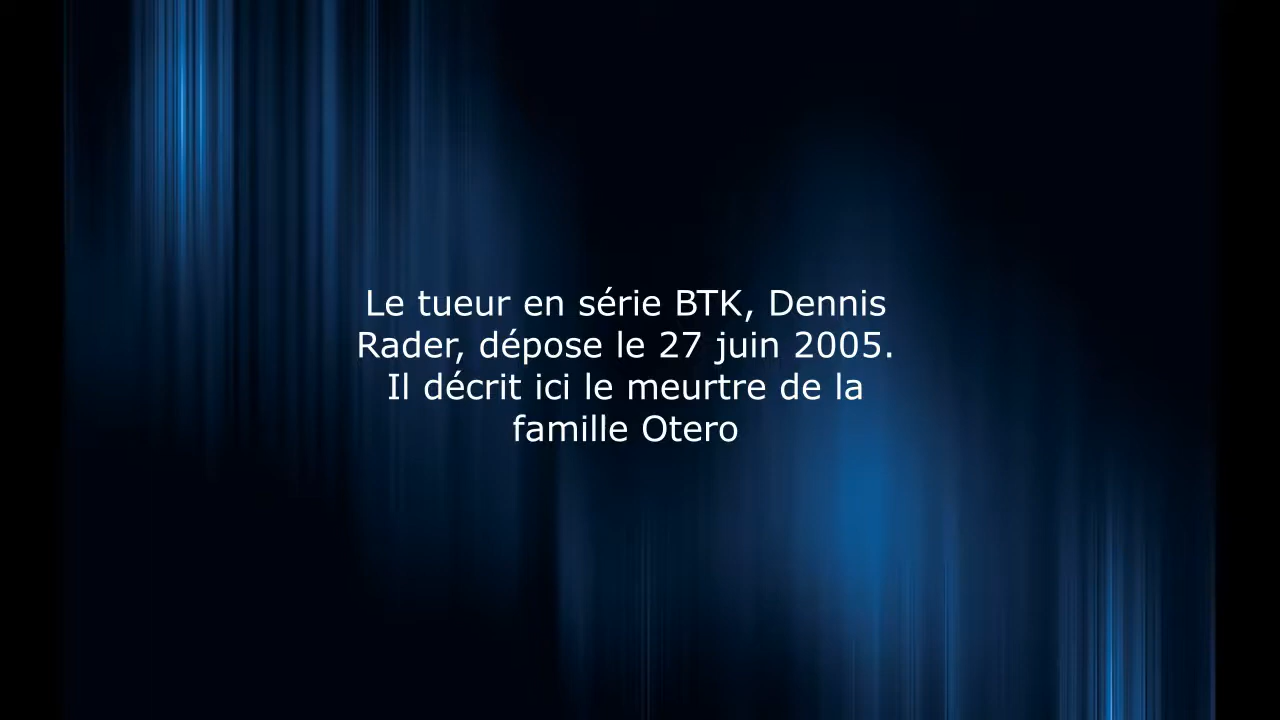 Le tueur en série BTK, Dennis
Rader, dépose le 27 juin 2005.
Il décrit ici le meurtre de la
famille Otero